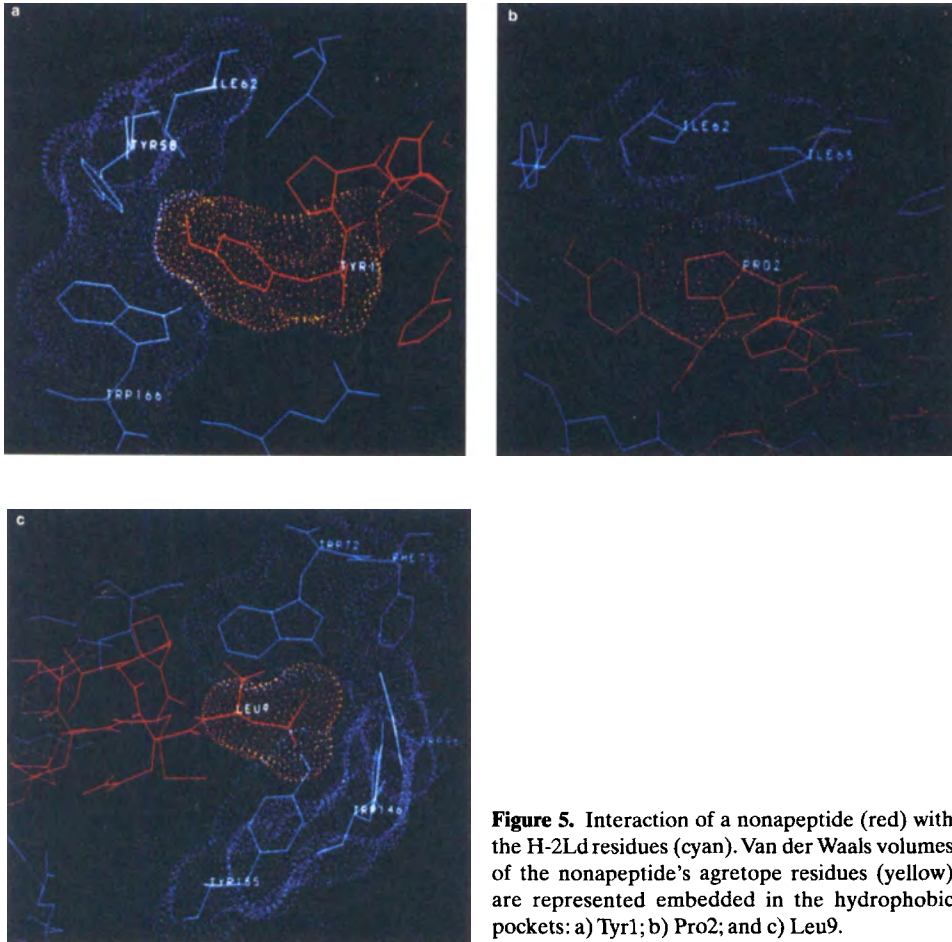 a
ILE62
TYR58
TYR1
TRP166
b
ILE62
PRO2
c
TRP72
LEU9
TRP146
Figure 5. Interaction of a nonapeptide (red) with
the H-2Ld residues (cyan). Van der Waals volumes
of the nonapeptide's agretope residues (yellow)
are represented embedded in the hydrophobic
pockets: a) Tyr1; b) Pro2; and c) Leu9.